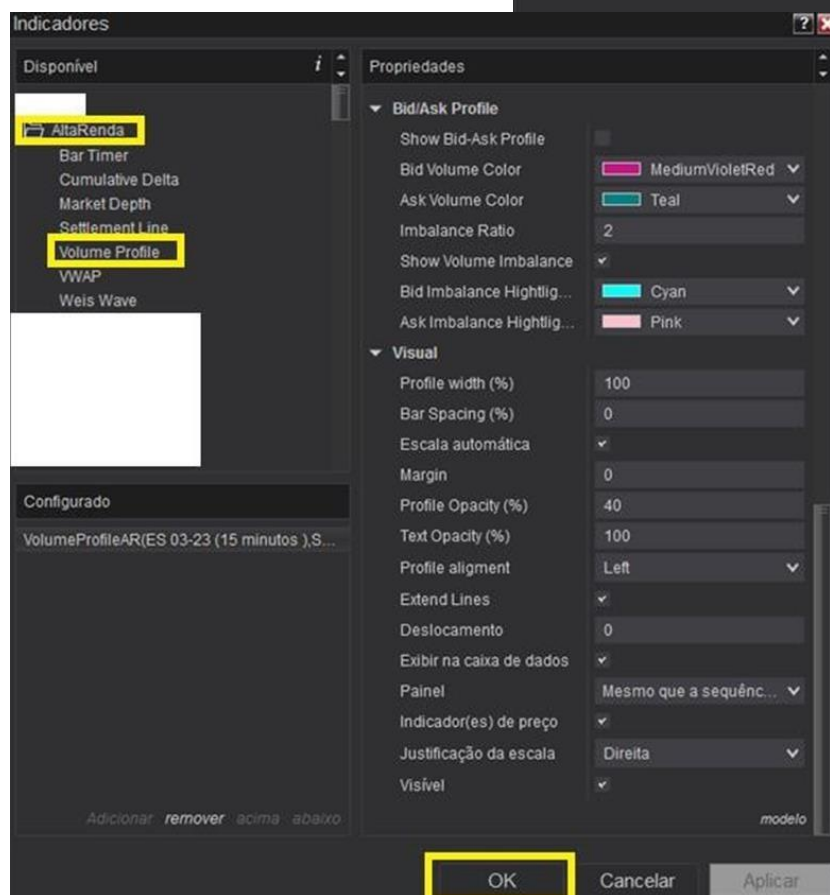 Indicadores
Disponível i
AltaRenda
Bar Timer
Cumulative Delta
Market Depth
Settlement Line
Volume Profile
VWAP
Weis Wave
Configurado
VolumeProfileAR(ES 03-23 (15 minutos ),S...
Adicionar remover acima abaixo
Propriedades
Bid/Ask Profile
Show Bid-Ask Profile
Bid Volume Color MediumVioletRed
Ask Volume Color Teal
Imbalance Ratio 2
Show Volume Imbalance
Bid Imbalance Hightlig... Cyan
Ask Imbalance Hightlig... Pink
Visual
Profile width (%) 100
Bar Spacing (%) 0
Escala automática
Margin 0
Profile Opacity (%) 40
Text Opacity (%) 100
Profile aligment Left
Extend Lines
Deslocamento 0
Exibir na caixa de dados
Painel Mesmo que a sequênc...
Indicador(es) de preço
Justificação da escala Direita
Visível
modelo
OK Cancelar Aplicar